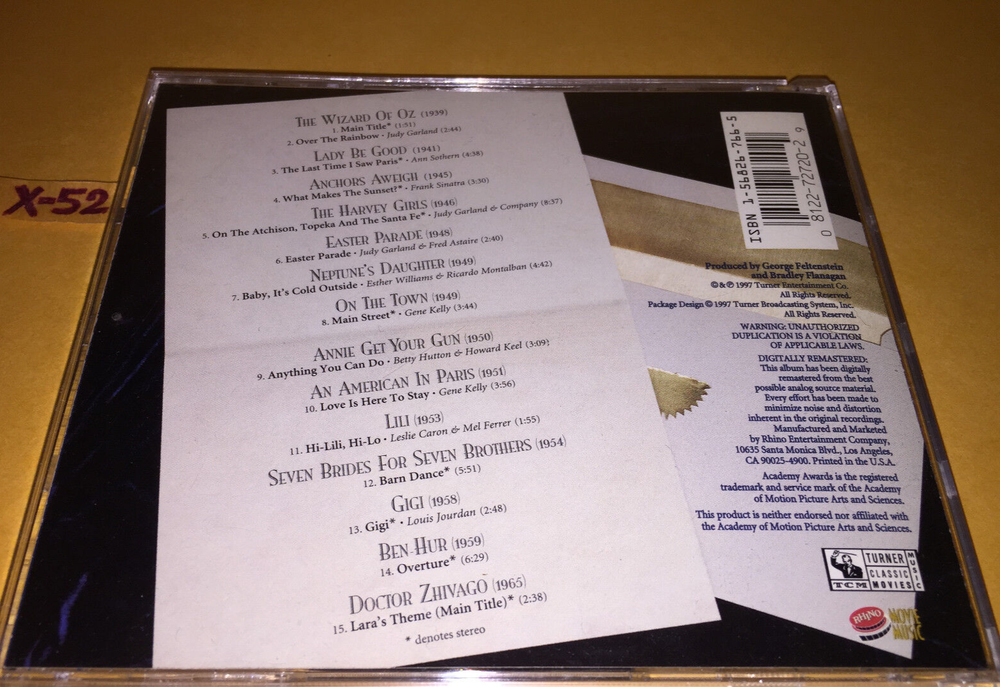 X-52
THE WIZARD OF OZ (1939)
1. Main Title* (1:51)
2. Over The Rainbow • Judy Garland (2:44)
LADY BE GOOD (1941)
3. The Last Time I Saw Paris* • Ann Sothern (4:38)
ANCHORS AWEIGH (1945)
4. What Makes The Sunset?* • Frank Sinatra (3:30)
THE HARVEY GIRLS (1946)
5. On The Atchison, Topeka And The Santa Fe* • Judy Garland & Company (8:37)
EASTER PARADE (1948)
6. Easter Parade • Judy Garland & Fred Astaire (2:40)
NEPTUNE'S DAUGHTER (1949)
7. Baby, It's Cold Outside • Esther Williams & Ricardo Montalban (4:42)
ON THE TOWN (1949)
8. Main Street* • Gene Kelly (3:44)
ANNIE GET YOUR GUN (1950)
9. Anything You Can Do • Betty Hutton & Howard Keel (3:09)
AN AMERICAN IN PARIS (1951)
10. Love Is Here To Stay • Gene Kelly (3:56)
LILI (1953)
11. Hi-Lili, Hi-Lo • Leslie Caron & Mel Ferrer (1:55)
SEVEN BRIDES FOR SEVEN BROTHERS (1954)
12. Barn Dance* (5:51)
GIGI (1958)
13. Gigi* • Louis Jourdan (2:48)
BEN-HUR (1959)
14. Overture* (6:29)
DOCTOR ZHIVAGO (1965)
15. Lara's Theme (Main Title)* (2:38)
* denotes stereo
ISBN 1-56826-766-5
0 8122-72720-2 9
Produced by George Feltenstein
and Bradley Flanagan
©&℗ 1997 Turner Entertainment Co.
All Rights Reserved.
Package Design © 1997 Turner Broadcasting System, Inc.
All Rights Reserved.
WARNING: UNAUTHORIZED
DUPLICATION IS A VIOLATION
OF APPLICABLE LAWS.
DIGITALLY REMASTERED:
This album has been digitally
remastered from the best
possible analog source material.
Every effort has been made to
minimize noise and distortion
inherent in the original recordings.
Manufactured and Marketed
by Rhino Entertainment Company,
10635 Santa Monica Blvd., Los Angeles,
CA 90025-4900. Printed in the U.S.A.
Academy Awards is the registered
trademark and service mark of the Academy
of Motion Picture Arts and Sciences.
This product is neither endorsed nor affiliated with
the Academy of Motion Picture Arts and Sciences.
TCM
TURNER
CLASSIC
MOVIES
MUSIC
RHINO
MOVIE
MUSIC